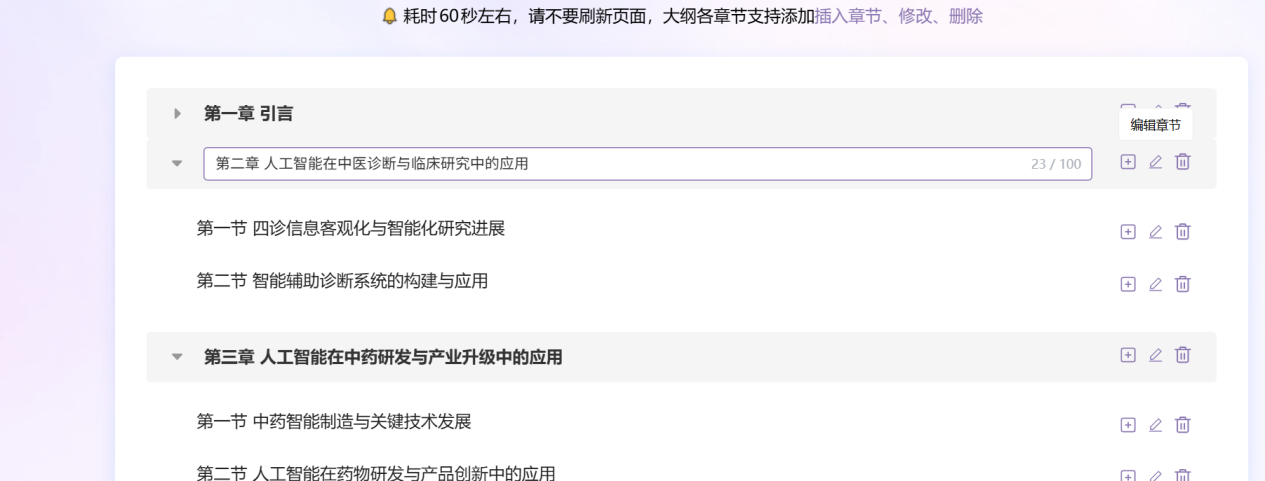 耗时60秒左右，请不要刷新页面，大纲各章节支持添加插入章节、修改、删除
第一章 引言
编辑章节
第二章 人工智能在中医诊断与临床研究中的应用 23 / 100
第一节 四诊信息客观化与智能化研究进展
第二节 智能辅助诊断系统的构建与应用
第三章 人工智能在中药研发与产业升级中的应用
第一节 中药智能制造与关键技术发展
第二节 人工智能在药物研发与产品创新中的应用